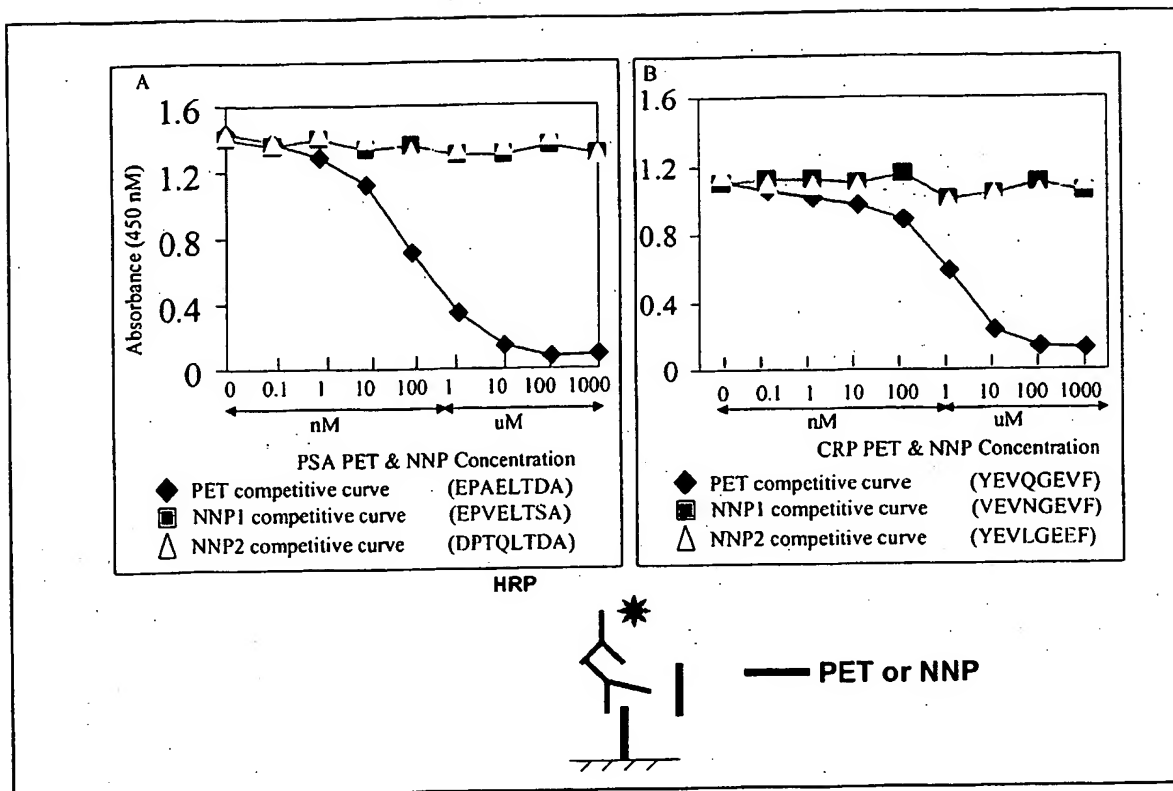 A
1.6
1.2
0.8
0.4
0
Absorbance (450 nM)
0 0.1 1 10 100 1 10 100 1000
nM uM
PSA PET & NNP Concentration
PET competitive curve (EPAELTDA)
NNP1 competitive curve (EPVELTSA)
NNP2 competitive curve (DPTQLTDA)
B
1.6
1.2
0.8
0.4
0
0 0.1 1 10 100 1 10 100 1000
nM uM
CRP PET & NNP Concentration
PET competitive curve (YEVQGEVF)
NNP1 competitive curve (VEVNGEVF)
NNP2 competitive curve (YEVLGEEF)
HRP
PET or NNP